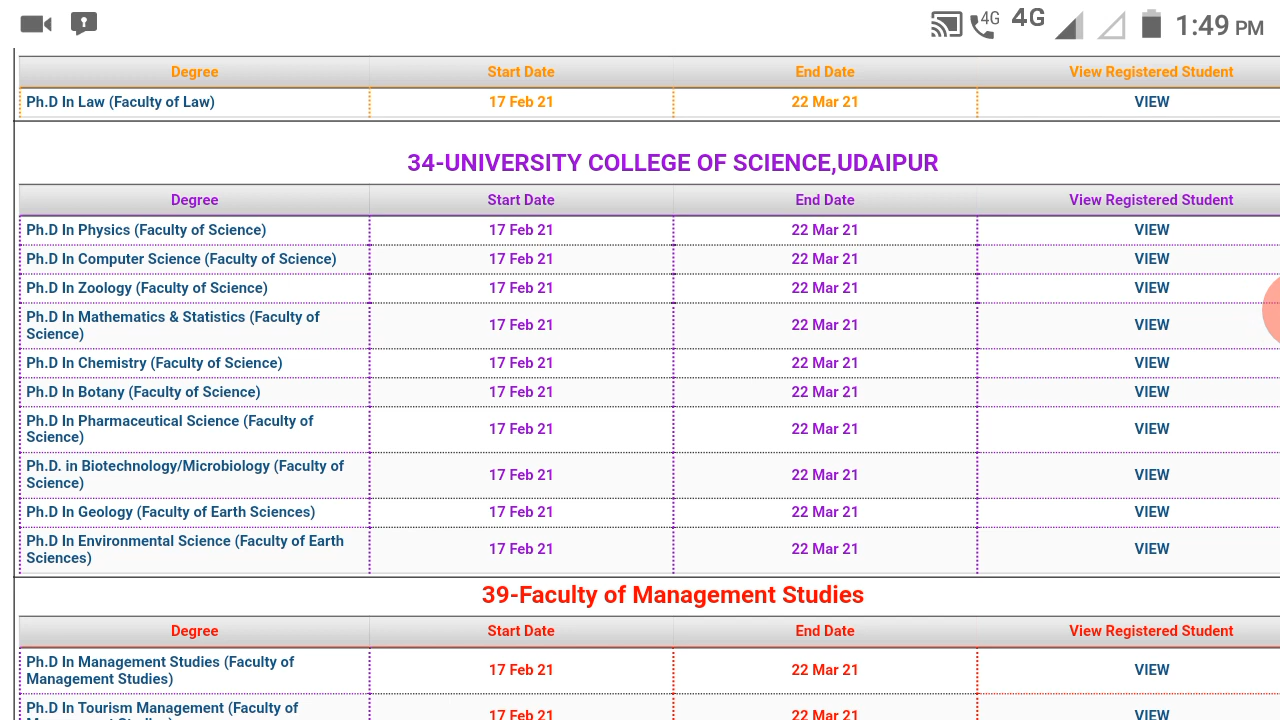 4G 4G 1:49 PM
Degree Start Date End Date View Registered Student
Ph.D In Law (Faculty of Law) 17 Feb 21 22 Mar 21 VIEW
34-UNIVERSITY COLLEGE OF SCIENCE,UDAIPUR
Degree Start Date End Date View Registered Student
Ph.D In Physics (Faculty of Science) 17 Feb 21 22 Mar 21 VIEW
Ph.D In Computer Science (Faculty of Science) 17 Feb 21 22 Mar 21 VIEW
Ph.D In Zoology (Faculty of Science) 17 Feb 21 22 Mar 21 VIEW
Ph.D In Mathematics & Statistics (Faculty of
Science) 17 Feb 21 22 Mar 21 VIEW
Ph.D In Chemistry (Faculty of Science) 17 Feb 21 22 Mar 21 VIEW
Ph.D In Botany (Faculty of Science) 17 Feb 21 22 Mar 21 VIEW
Ph.D In Pharmaceutical Science (Faculty of
Science) 17 Feb 21 22 Mar 21 VIEW
Ph.D. in Biotechnology/Microbiology (Faculty of
Science) 17 Feb 21 22 Mar 21 VIEW
Ph.D In Geology (Faculty of Earth Sciences) 17 Feb 21 22 Mar 21 VIEW
Ph.D In Environmental Science (Faculty of Earth
Sciences) 17 Feb 21 22 Mar 21 VIEW
39-Faculty of Management Studies
Degree Start Date End Date View Registered Student
Ph.D In Management Studies (Faculty of
Management Studies) 17 Feb 21 22 Mar 21 VIEW
Ph.D In Tourism Management (Faculty of
17 Feb 21 22 Mar 21 VIEW